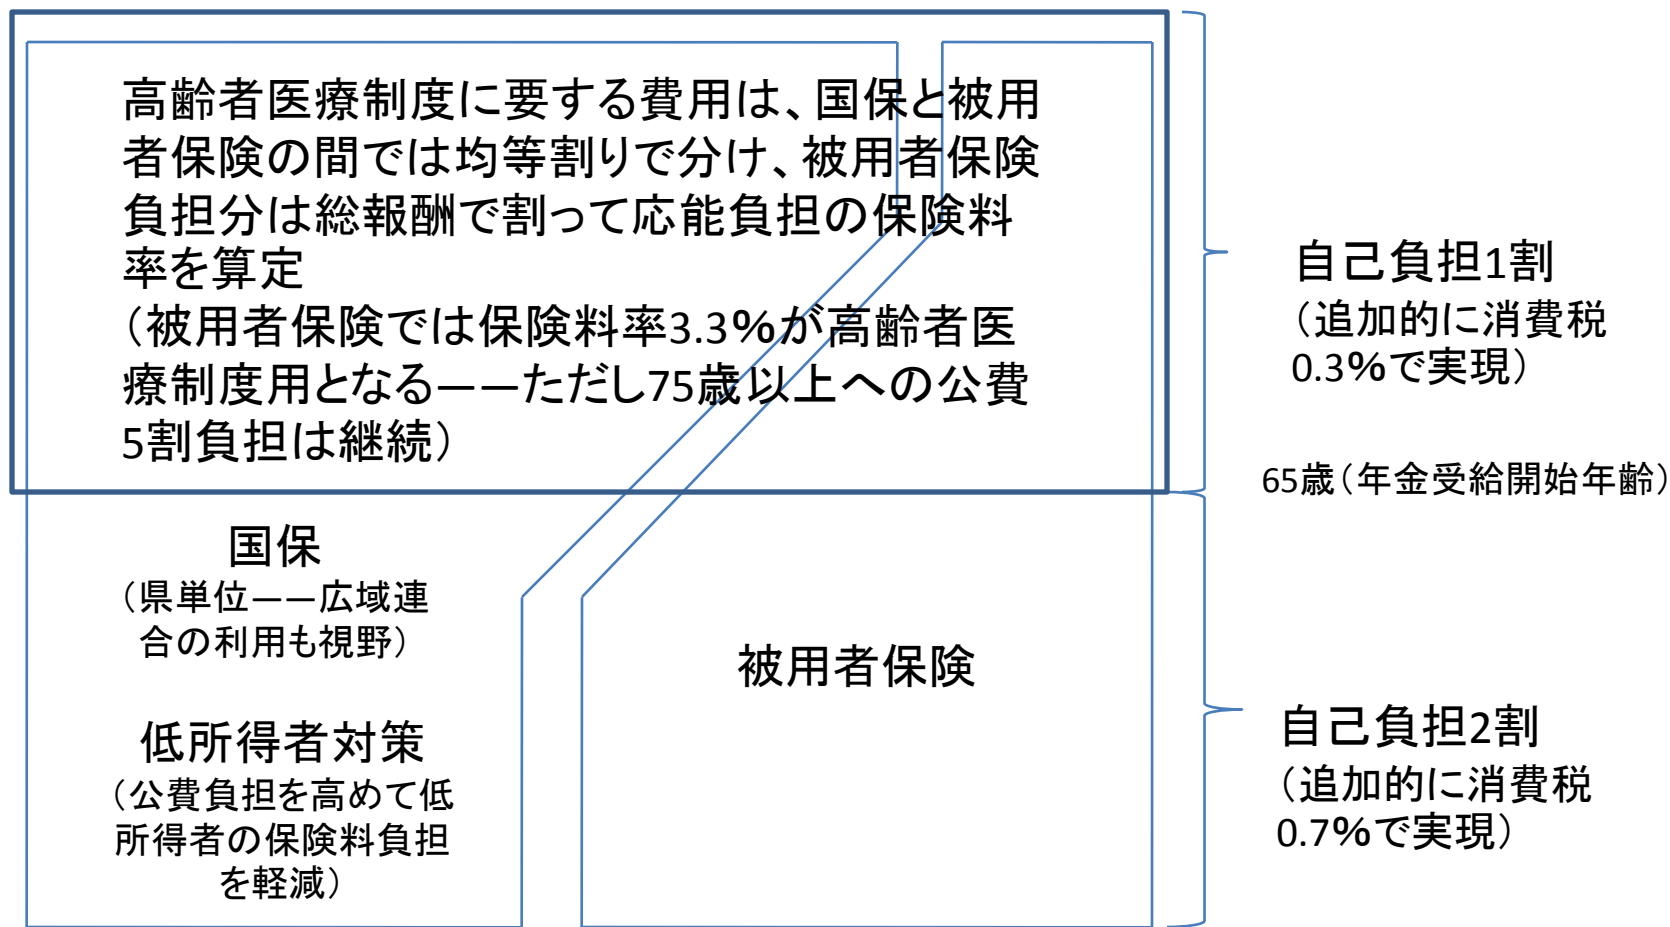 高齢者医療制度に要する費用は、国保と被用
者保険の間では均等割りで分け、被用者保険
負担分は総報酬で割って応能負担の保険料
率を算定
（被用者保険では保険料率3.3%が高齢者医
療制度用となる——ただし75歳以上への公費
5割負担は継続）
自己負担1割
（追加的に消費税
0.3%で実現）
65歳（年金受給開始年齢）
国保
（県単位——広域連
合の利用も視野）
低所得者対策
（公費負担を高めて低
所得者の保険料負担
を軽減）
被用者保険
自己負担2割
（追加的に消費税
0.7%で実現）